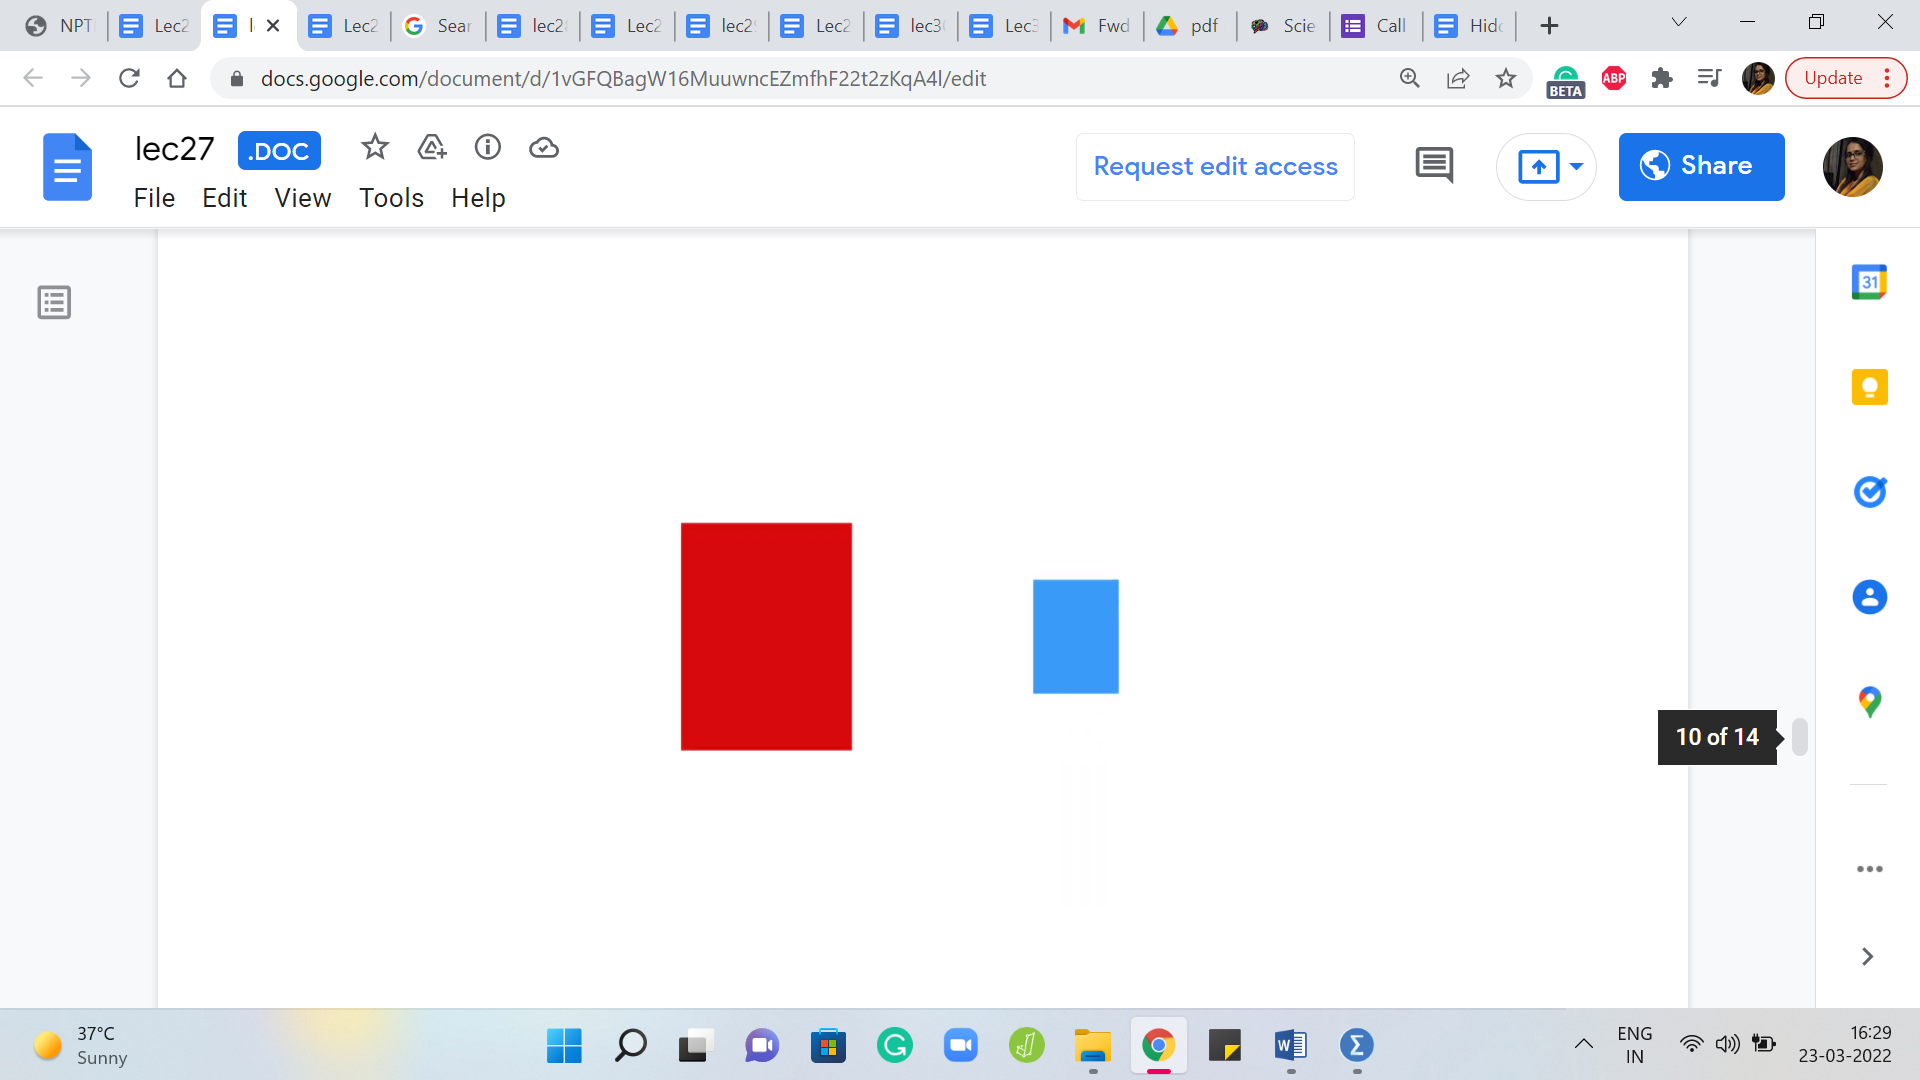 NPT
Lec2
l
Lec2
Sear
lec2
Lec2
lec2
Lec2
lec3
Lec3
Fwd
pdf
Scie
Call
Hidd
docs.google.com/document/d/1vGFQBagW16MuuwncEZmfhF22t2zKqA4l/edit
BETA
ABP
Update
lec27 .DOC
File Edit View Tools Help
Request edit access
Share
31
10 of 14
37°C
Sunny
ENG
IN
16:29
23-03-2022